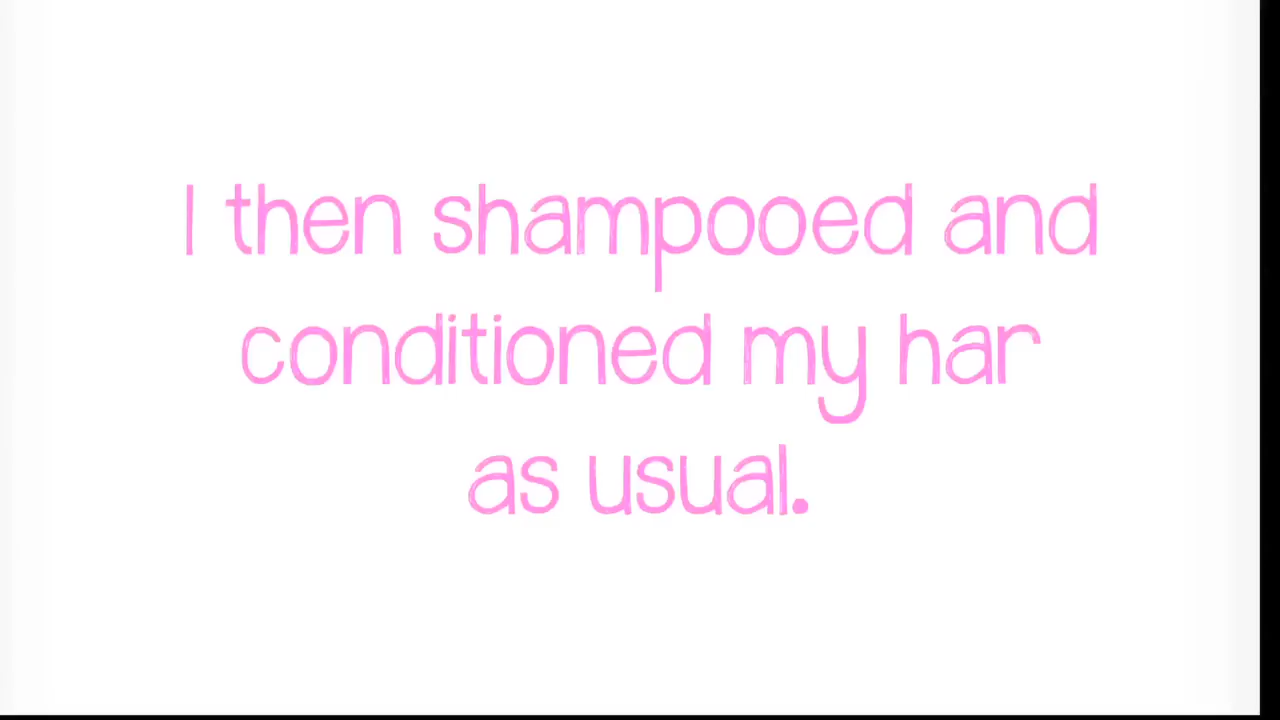 I then shampooed and
conditioned my har
as usual.